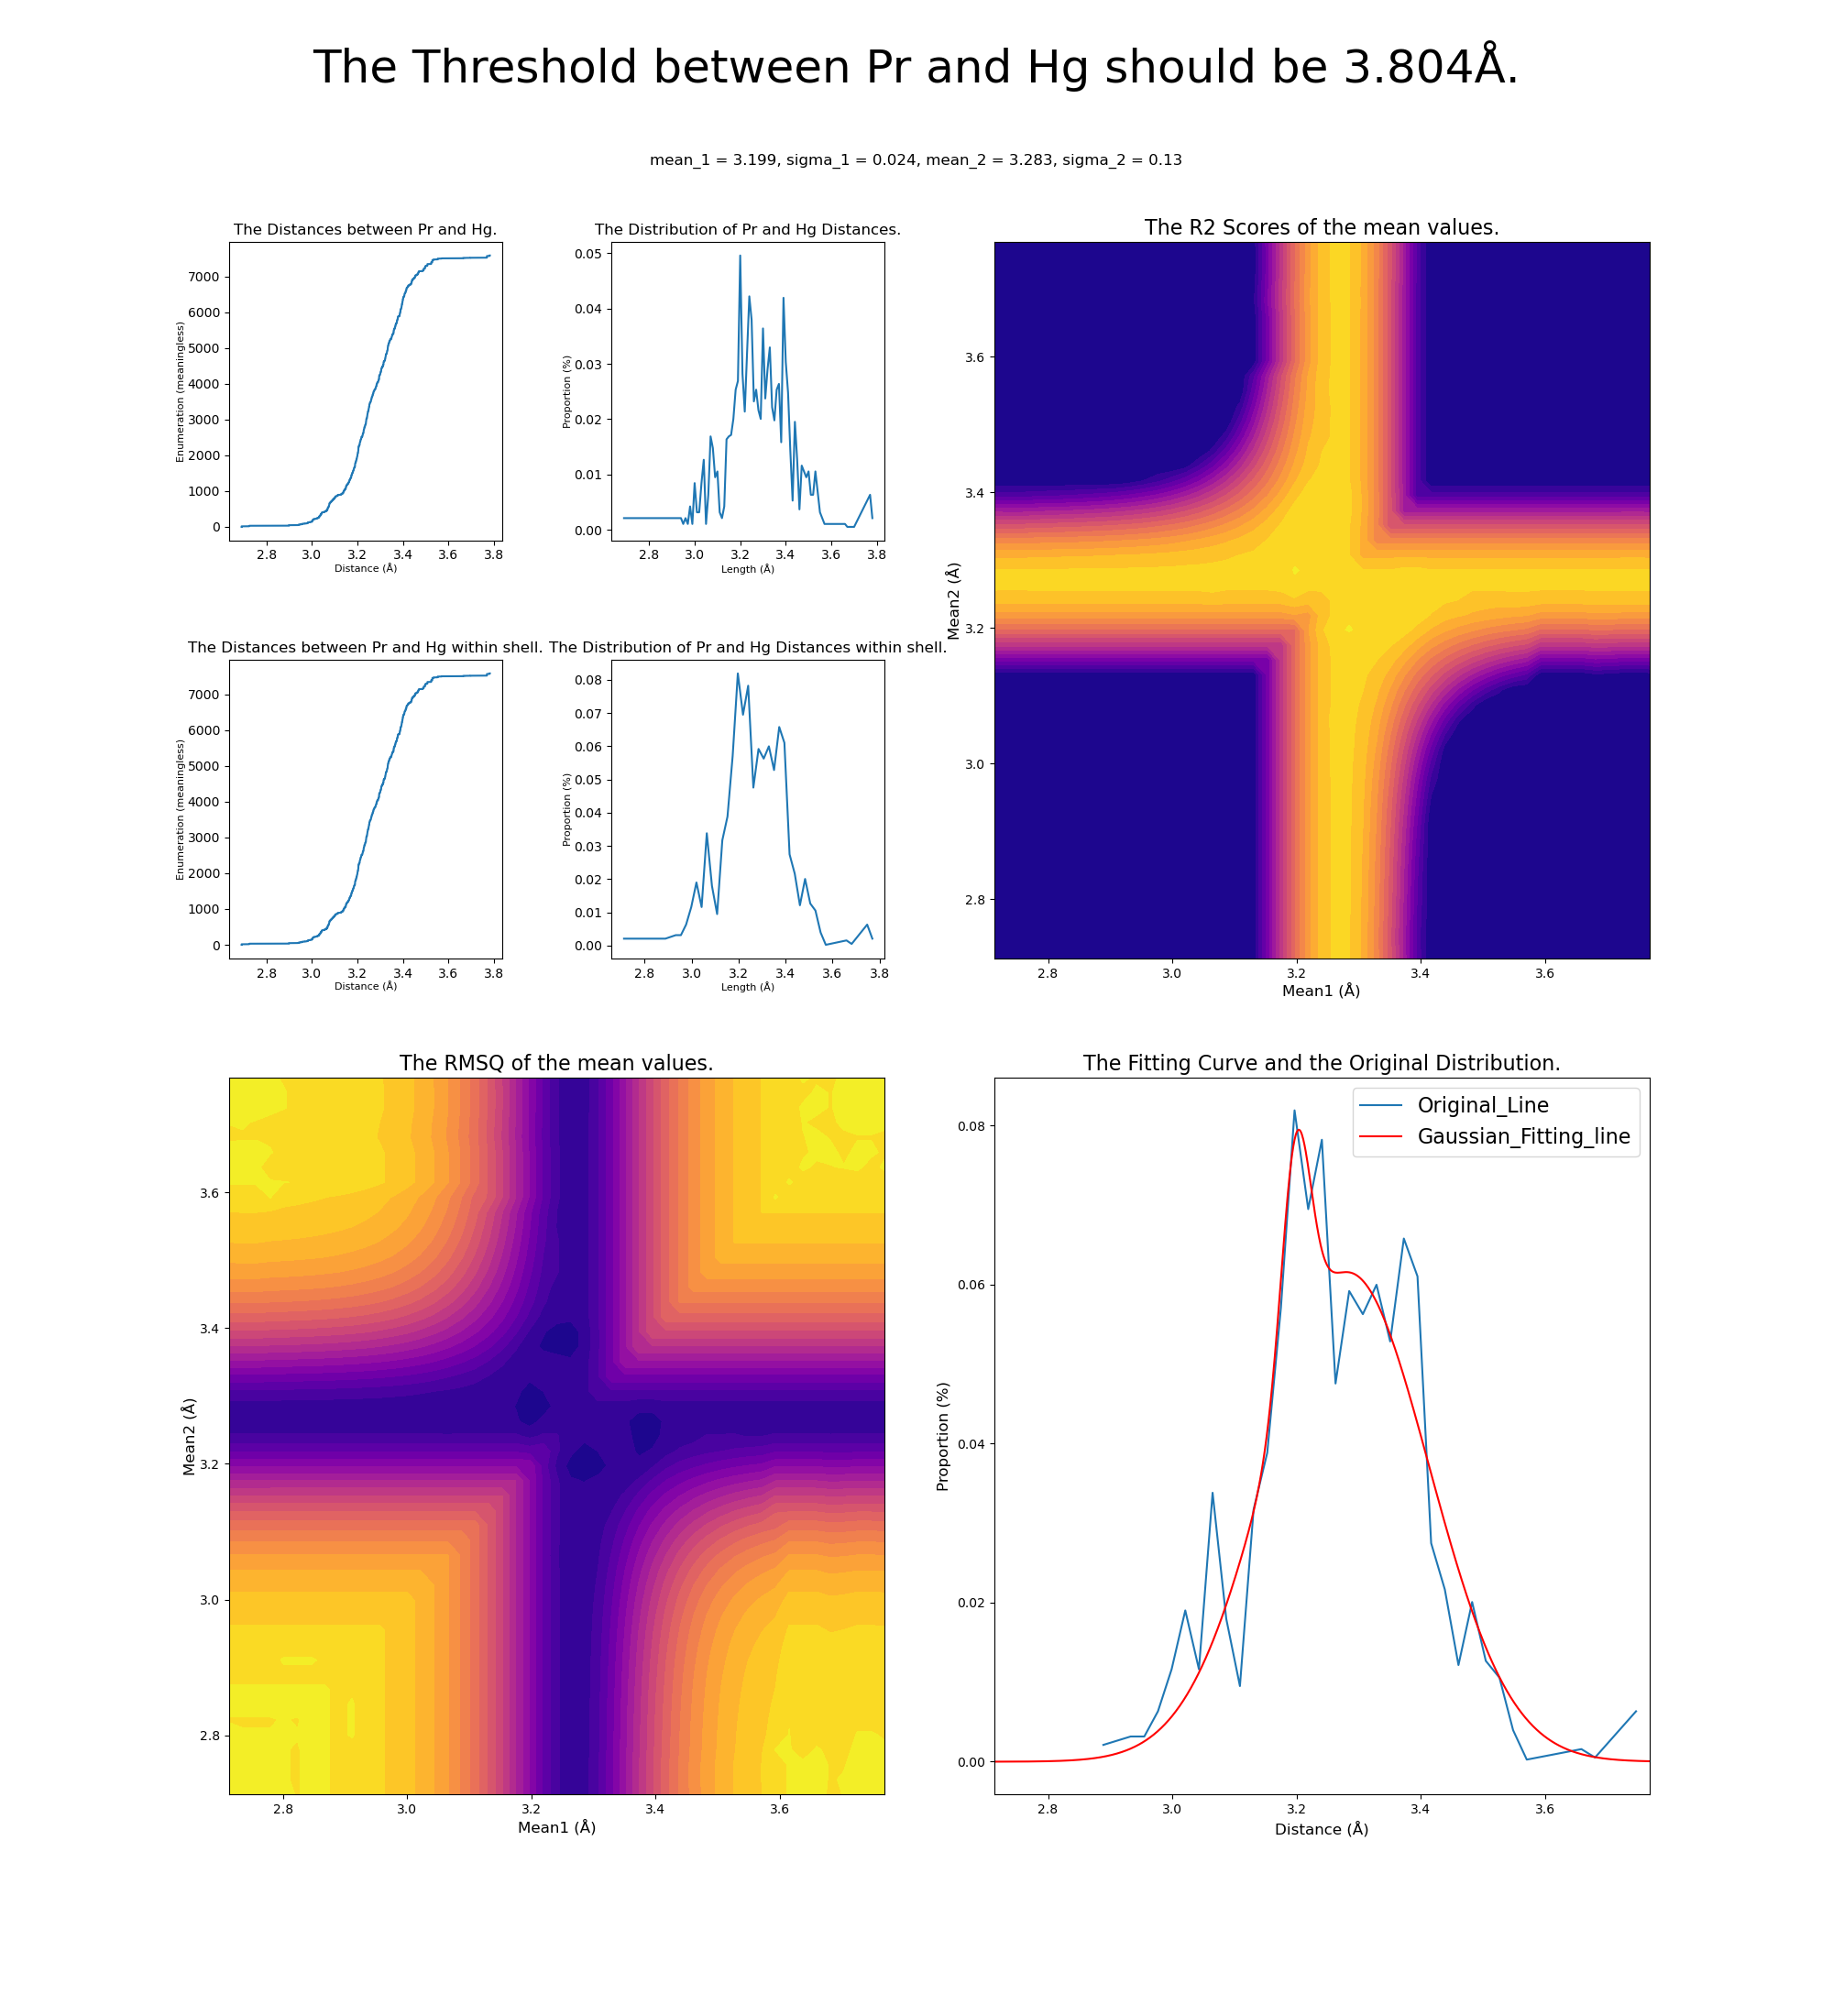 The Threshold between Pr and Hg should be 3.804Å.
mean_1 = 3.199, sigma_1 = 0.024, mean_2 = 3.283, sigma_2 = 0.13
The Distances between Pr and Hg.
Enumeration (meaningless)
7000
6000
5000
4000
3000
2000
1000
0
2.8 3.0 3.2 3.4 3.6 3.8
Distance (Å)
The Distribution of Pr and Hg Distances.
Proportion (%)
0.05
0.04
0.03
0.02
0.01
0.00
2.8 3.0 3.2 3.4 3.6 3.8
Length (Å)
The R2 Scores of the mean values.
Mean2 (Å)
3.6
3.4
3.2
3.0
2.8
2.8 3.0 3.2 3.4 3.6
Mean1 (Å)
The Distances between Pr and Hg within shell.
Enumeration (meaningless)
7000
6000
5000
4000
3000
2000
1000
0
2.8 3.0 3.2 3.4 3.6 3.8
Distance (Å)
The Distribution of Pr and Hg Distances within shell.
Proportion (%)
0.08
0.07
0.06
0.05
0.04
0.03
0.02
0.01
0.00
2.8 3.0 3.2 3.4 3.6 3.8
Length (Å)
The RMSQ of the mean values.
Mean2 (Å)
3.6
3.4
3.2
3.0
2.8
2.8 3.0 3.2 3.4 3.6
Mean1 (Å)
The Fitting Curve and the Original Distribution.
Original_Line
Gaussian_Fitting_line
Proportion (%)
0.08
0.06
0.04
0.02
0.00
2.8 3.0 3.2 3.4 3.6
Distance (Å)